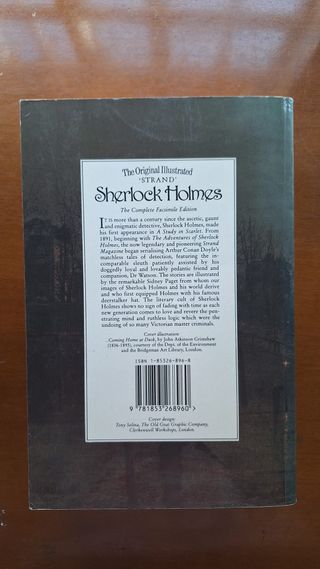 The Original Illustrated
'STRAND'
Sherlock Holmes
The Complete Facsimile Edition
IT is more than a century since the ascetic, gaunt
and enigmatic detective, Sherlock Holmes, made
his first appearance in A Study in Scarlet. From
1891, beginning with The Adventures of Sherlock
Holmes, the now legendary and pioneering Strand
Magazine began serialising Arthur Conan Doyle's
matchless tales of detection, featuring the in-
comparable sleuth patiently assisted by his
doggedly loyal and lovably pedantic friend and
companion, Dr Watson. The stories are illustrated
by the remarkable Sidney Paget from whom our
images of Sherlock Holmes and his world derive
and who first equipped Holmes with his famous
deerstalker hat. The literary cult of Sherlock
Holmes shows no sign of fading with time as each
new generation comes to love and revere the pen-
etrating mind and ruthless logic which were the
undoing of so many Victorian master criminals.
Cover illustration:
Coming Home at Dusk, by John Atkinson Grimshaw
(1836-1893), courtesy of the Dept. of the Environment
and the Bridgeman Art Library, London.
ISBN 1-85326-896-8
9 781853 268960 >
Cover design:
Tony Selina, The Old Goat Graphic Company,
Clerkenwell Workshops, London.